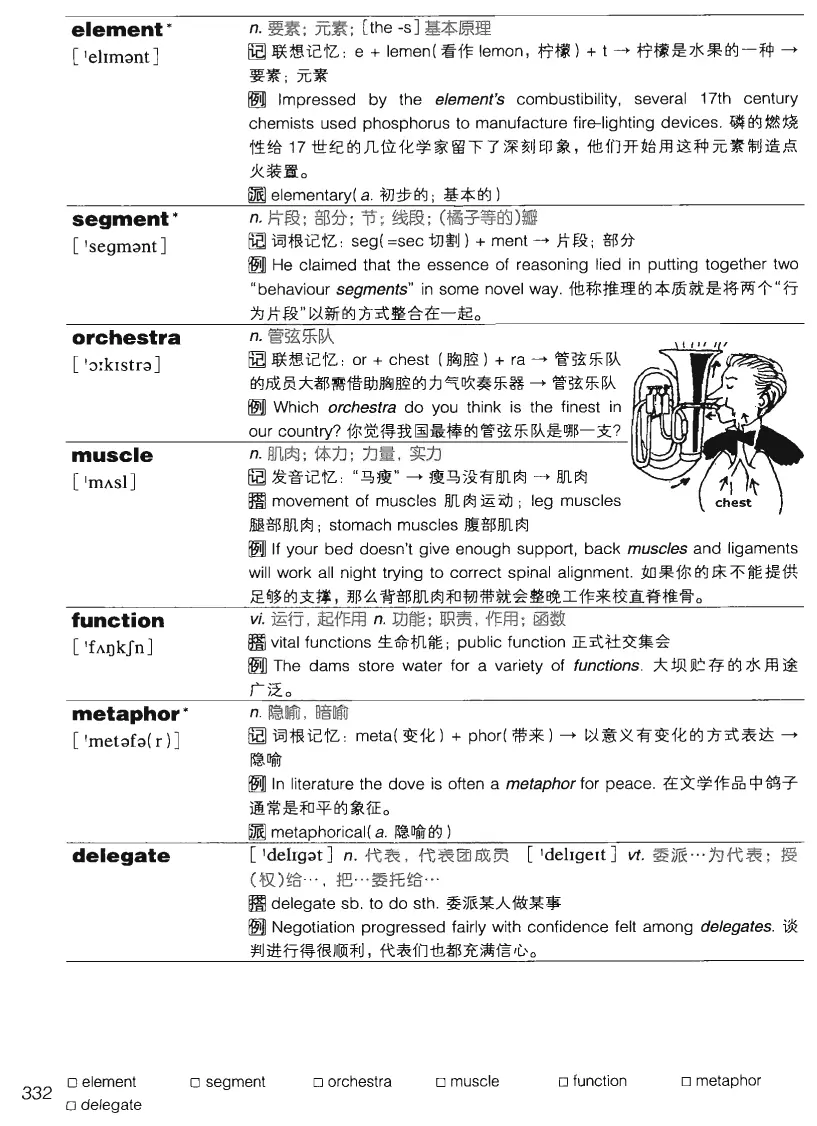 element* n. 要素；元素；[the -s]基本原理
[ ˈelɪmənt ] 记 联想记忆：e + lemen(看作 lemon，柠檬) + t → 柠檬是水果的一种 →
要素；元素
例 Impressed by the element's combustibility, several 17th century
chemists used phosphorus to manufacture fire-lighting devices. 磷的燃烧
性给 17 世纪的几位化学家留下了深刻印象，他们开始用这种元素制造点
火装置。
派 elementary(a. 初步的；基本的)
segment* n. 片段；部分；节；线段；(橘子等的)瓣
[ ˈsegmənt ] 记 词根记忆：seg(=sec 切割) + ment → 片段；部分
例 He claimed that the essence of reasoning lied in putting together two
"behaviour segments" in some novel way. 他称推理的本质就是将两个“行
为片段”以新的方式整合在一起。
orchestra n. 管弦乐队
[ ˈɔːkɪstrə ] 记 联想记忆：or + chest (胸腔) + ra → 管弦乐队
的成员大都需借助胸腔的力气吹奏乐器 → 管弦乐队
例 Which orchestra do you think is the finest in
our country? 你觉得我国最棒的管弦乐队是哪一支?
muscle n. 肌肉；体力；力量，实力
[ ˈmʌsl ] 记 发音记忆：“马瘦” → 瘦马没有肌肉 → 肌肉
搭 movement of muscles 肌肉运动；leg muscles
腿部肌肉；stomach muscles 腹部肌肉
chest
例 If your bed doesn't give enough support, back muscles and ligaments
will work all night trying to correct spinal alignment. 如果你的床不能提供
足够的支撑，那么背部肌肉和韧带就会整晚工作来校直脊椎骨。
function vi. 运行，起作用 n. 功能；职责，作用；函数
[ ˈfʌŋkʃn ] 搭 vital functions 生命机能；public function 正式社交集会
例 The dams store water for a variety of functions. 大坝贮存的水用途
广泛。
metaphor* n. 隐喻，暗喻
[ ˈmetəfə(r) ] 记 词根记忆：meta(变化) + phor(带来) → 以意义有变化的方式表达 →
隐喻
例 In literature the dove is often a metaphor for peace. 在文学作品中鸽子
通常是和平的象征。
派 metaphorical(a. 隐喻的)
delegate [ ˈdelɪgət ] n. 代表，代表团成员 [ ˈdelɪgeɪt ] vt. 委派…为代表；授
(权)给…，把…委托给…
搭 delegate sb. to do sth. 委派某人做某事
例 Negotiation progressed fairly with confidence felt among delegates. 谈
判进行得很顺利，代表们也都充满信心。
□ element □ segment □ orchestra □ muscle □ function □ metaphor
332
□ delegate